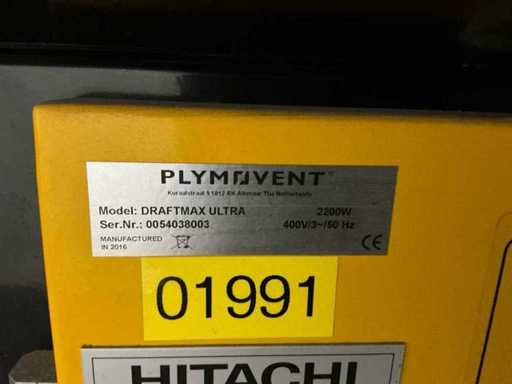 PLYMOVENT
Koraalstraat 9 1812 RK Alkmaar The Netherlands
Model: DRAFTMAX ULTRA 2200W
Ser.Nr.: 0054038003 400V/3~/50 Hz
MANUFACTURED
IN 2016
CE
01991
HITACHI